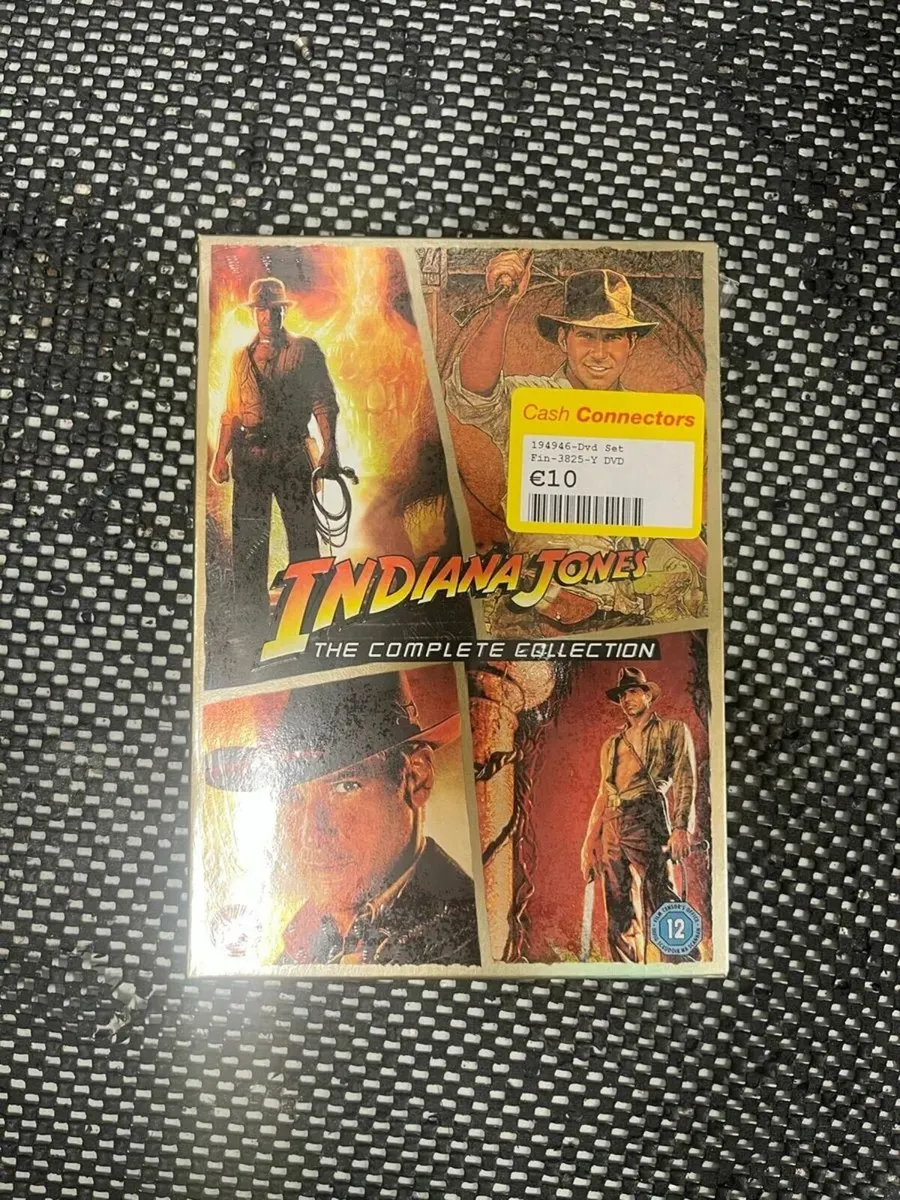 Cash Connectors
194946-Dvd Set
Fin-3825-Y DVD
€10
INDIANA JONES
THE COMPLETE COLLECTION
12